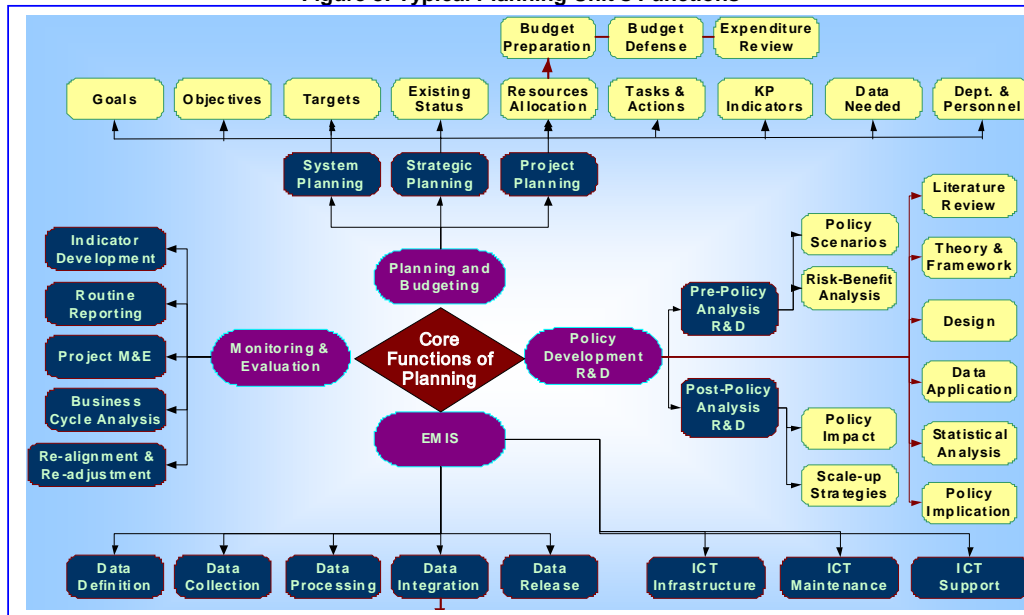 Figure 3: Typical Planning Unit's Functions
Budget
Preparation
Budget
Defense
Expenditure
Review
Goals
Objectives
Targets
Existing
Status
Resources
Allocation
Tasks &
Actions
KP
Indicators
Data
Needed
Dept. &
Personnel
System
Planning
Strategic
Planning
Project
Planning
Literature
Review
Theory &
Framework
Design
Data
Application
Statistical
Analysis
Policy
Implication
Policy
Scenarios
Risk-Benefit
Analysis
Pre-Policy
Analysis
R&D
Post-Policy
Analysis
R&D
Policy
Impact
Scale-up
Strategies
Indicator
Development
Routine
Reporting
Project M&E
Business
Cycle Analysis
Re-alignment &
Re-adjustment
Planning and
Budgeting
Monitoring &
Evaluation
Core
Functions of
Planning
Policy
Development
R&D
EMIS
Data
Definition
Data
Collection
Data
Processing
Data
Integration
Data
Release
ICT
Infrastructure
ICT
Maintenance
ICT
Support